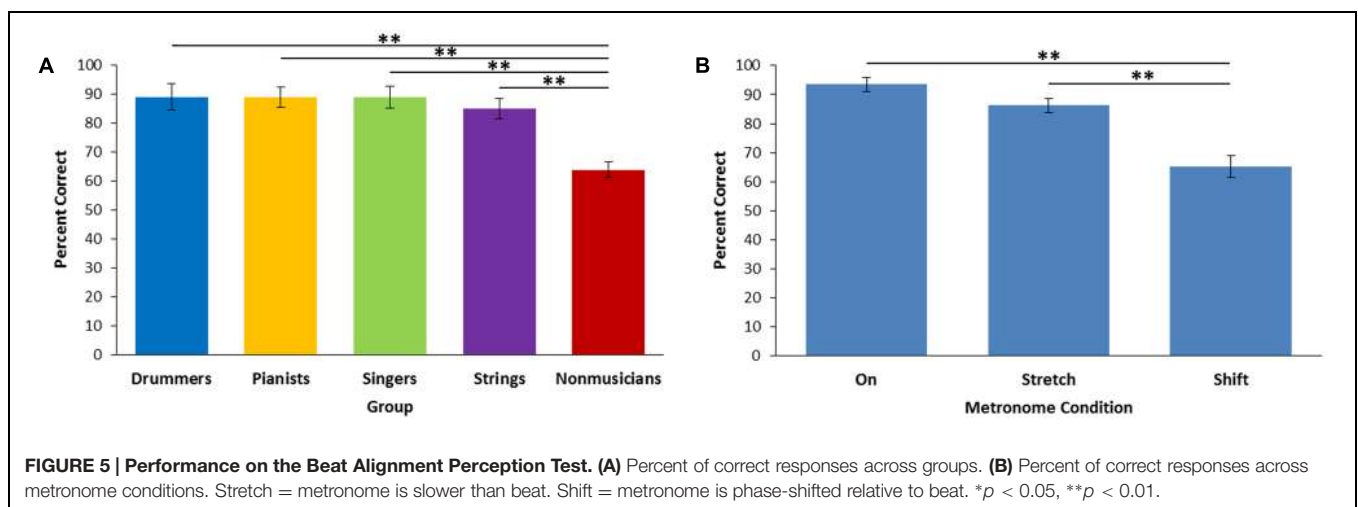 A
**
**
**
**
100
90
80
70
60
50
40
30
20
10
0
Percent Correct
Drummers Pianists Singers Strings Nonmusicians
Group
B
**
**
100
90
80
70
60
50
40
30
20
10
0
Percent Correct
On Stretch Shift
Metronome Condition
FIGURE 5 | Performance on the Beat Alignment Perception Test. (A) Percent of correct responses across groups. (B) Percent of correct responses across
metronome conditions. Stretch = metronome is slower than beat. Shift = metronome is phase-shifted relative to beat. *p < 0.05, **p < 0.01.